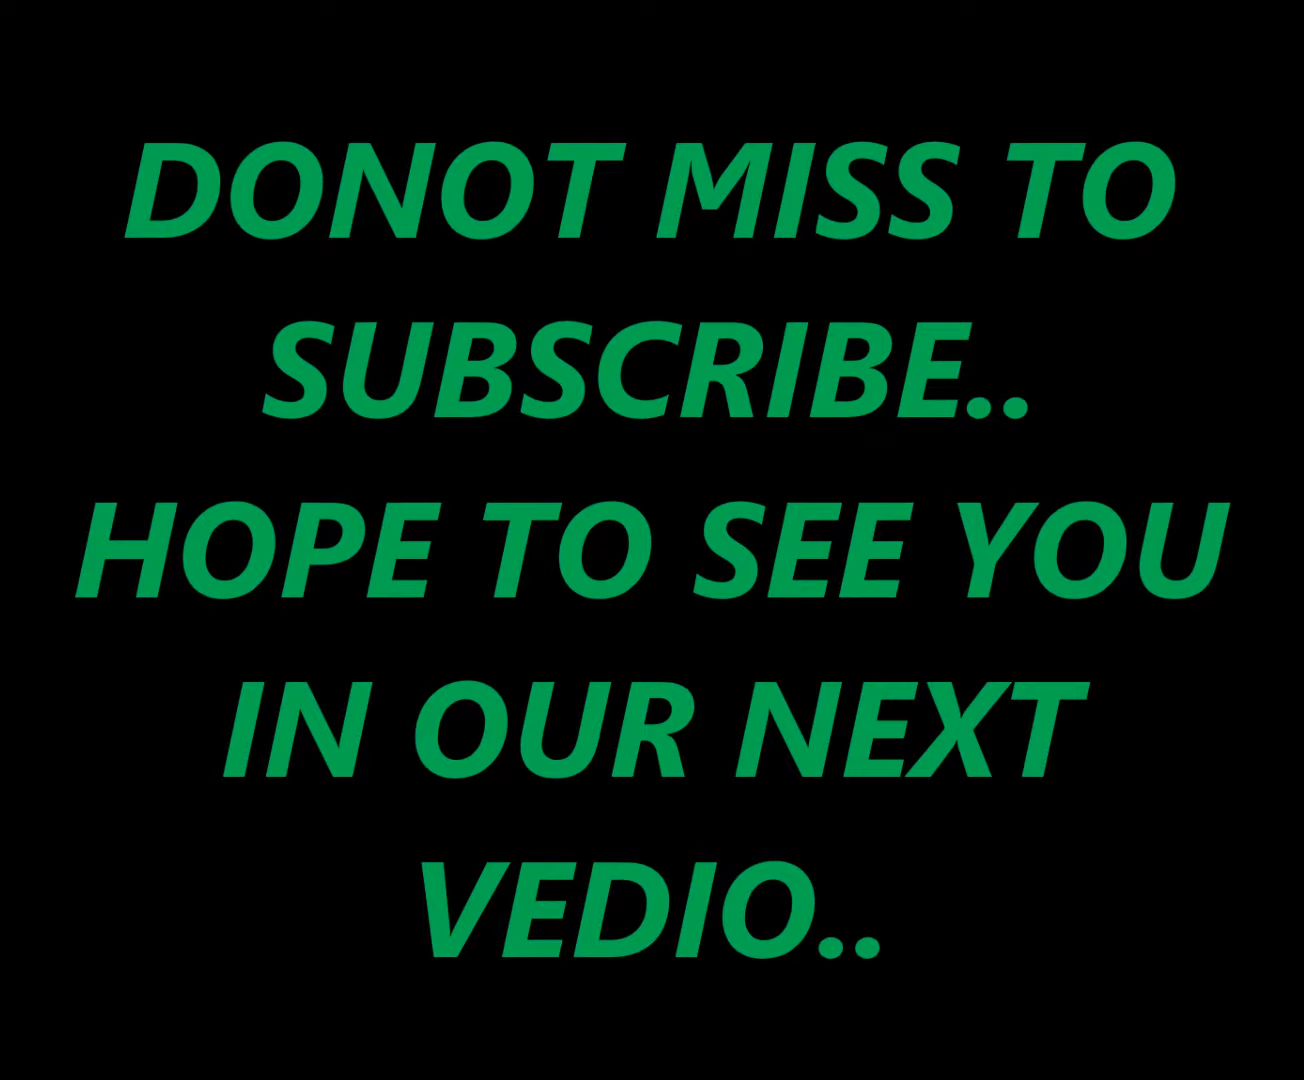 DONOT MISS TO
SUBSCRIBE..
HOPE TO SEE YOU
IN OUR NEXT
VEDIO..